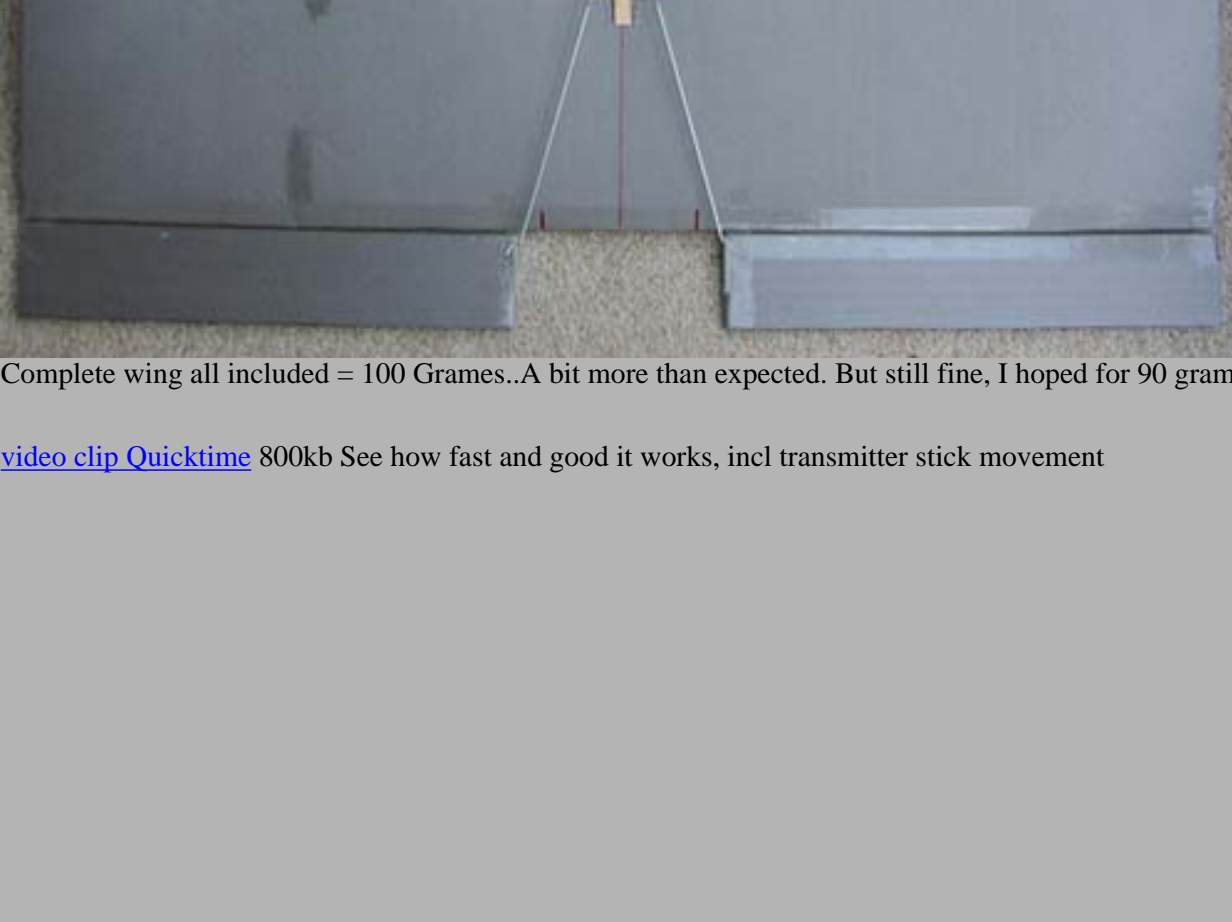 Complete wing all included = 100 Grames..A bit more than expected. But still fine, I hoped for 90 gram
video clip Quicktime 800kb See how fast and good it works, incl transmitter stick movement